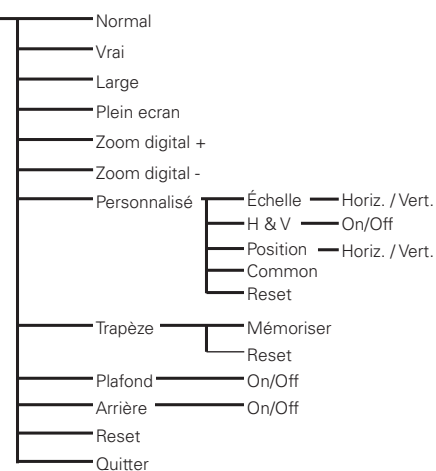 Normal
Vrai
Large
Plein ecran
Zoom digital +
Zoom digital -
Personnalisé Échelle Horiz. / Vert.
H & V On/Off
Position Horiz. / Vert.
Common
Reset
Trapèze Mémoriser
Reset
Plafond On/Off
Arrière On/Off
Reset
Quitter